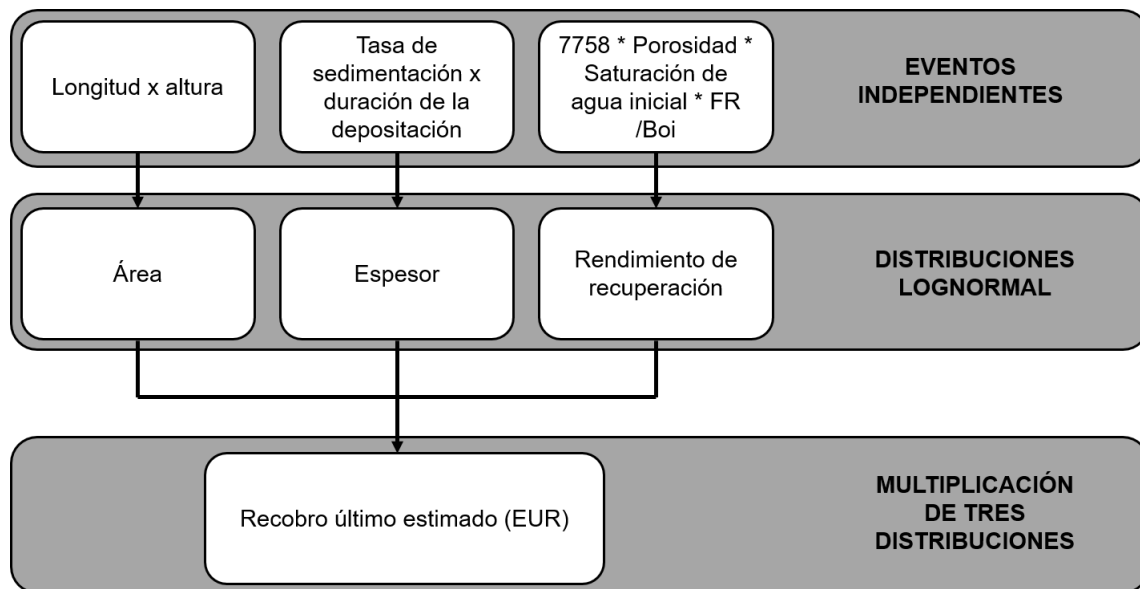 Longitud x altura
Tasa de
sedimentación x
duración de la
depositación
7758 * Porosidad *
Saturación de
agua inicial * FR
/Boi
EVENTOS
INDEPENDIENTES
Área
Espesor
Rendimiento de
recuperación
DISTRIBUCIONES
LOGNORMAL
Recobro último estimado (EUR)
MULTIPLICACIÓN
DE TRES
DISTRIBUCIONES